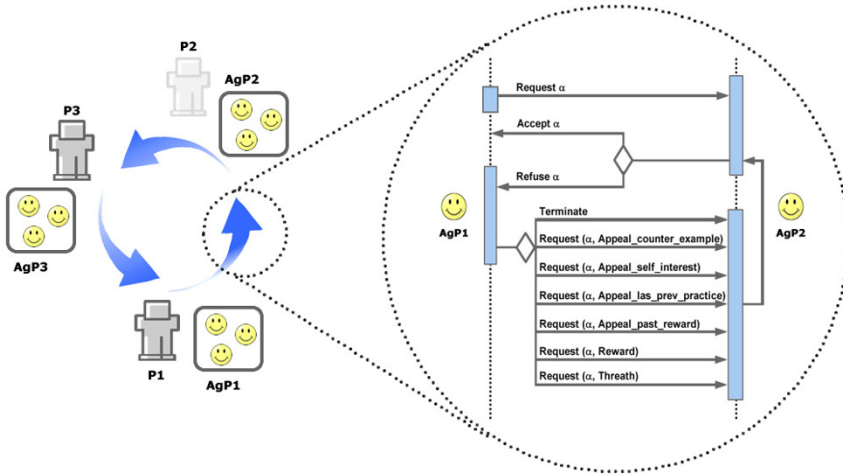 P2
AgP2
P3
AgP3
P1
AgP1
Request α
Accept α
Refuse α
AgP1
AgP2
Terminate
Request (α, Appeal_counter_example)
Request (α, Appeal_self_interest)
Request (α, Appeal_las_prev_practice)
Request (α, Appeal_past_reward)
Request (α, Reward)
Request (α, Threath)